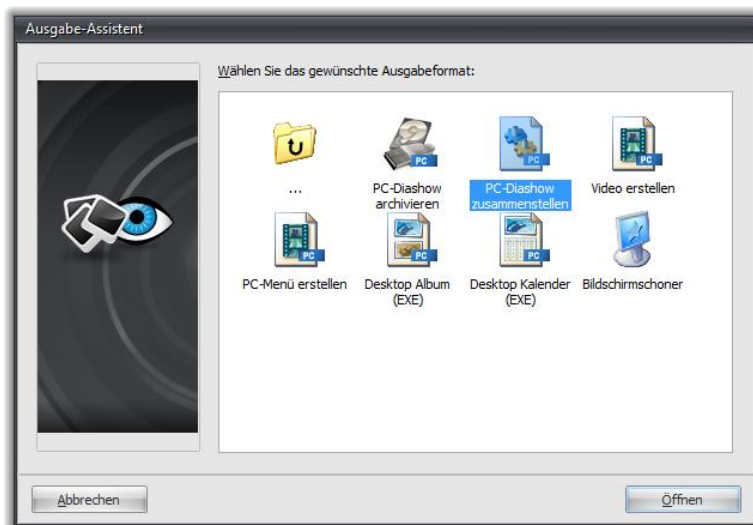 Ausgabe-Assistent
Wählen Sie das gewünschte Ausgabeformat:
...
PC-Diashow
archivieren
PC-Diashow
zusammenstellen
Video erstellen
PC
PC
PC
PC-Menü erstellen
Desktop Album
(EXE)
Desktop Kalender
(EXE)
Bildschirmschoner
PC
PC
PC
Abbrechen
Öffnen